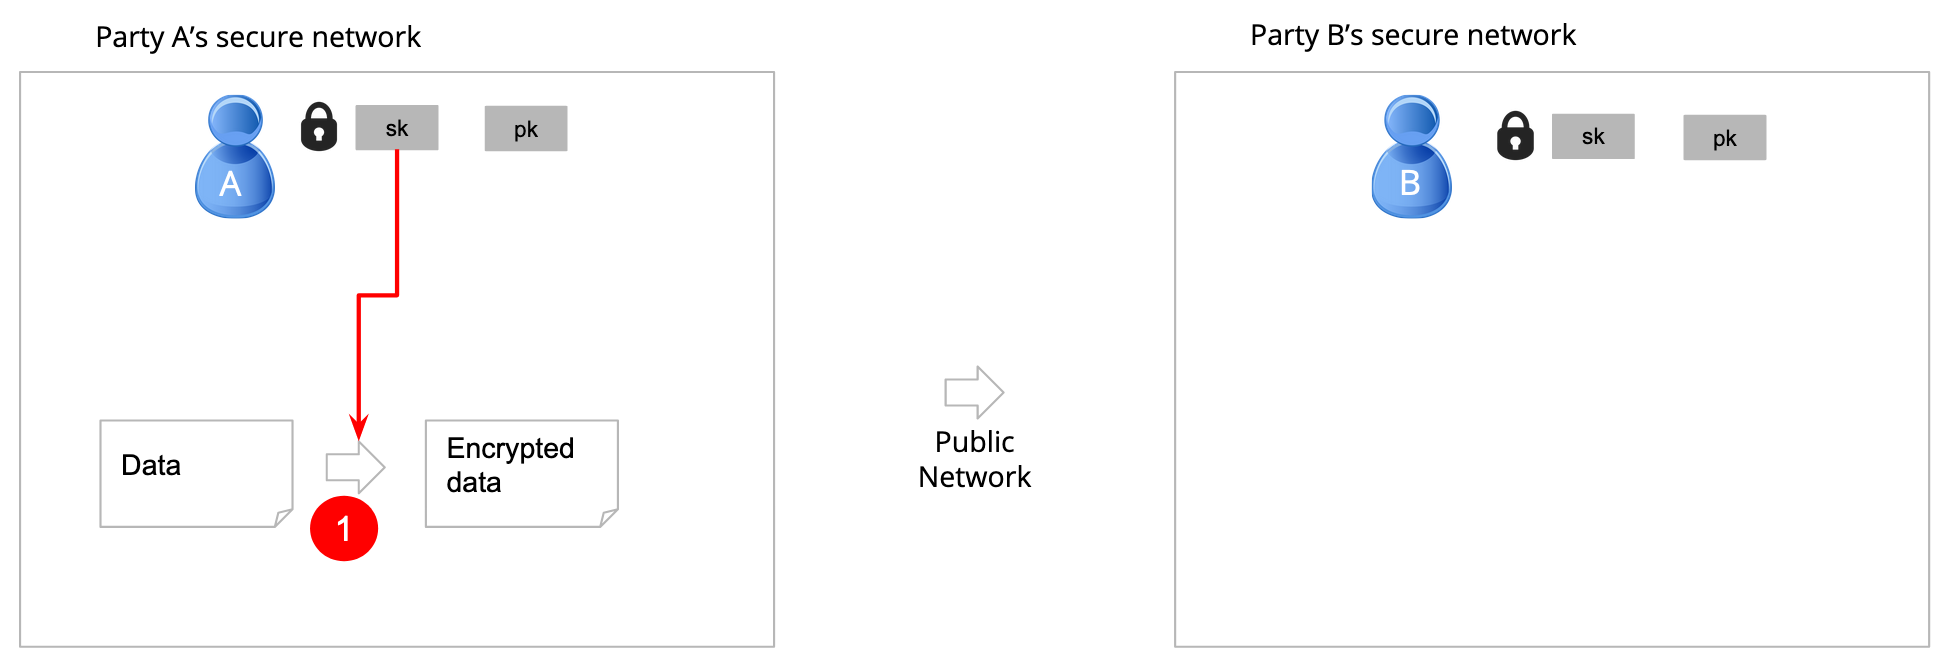 Party A's secure network
Party B's secure network
A
sk
pk
B
sk
pk
Data
Encrypted
data
1
Public
Network